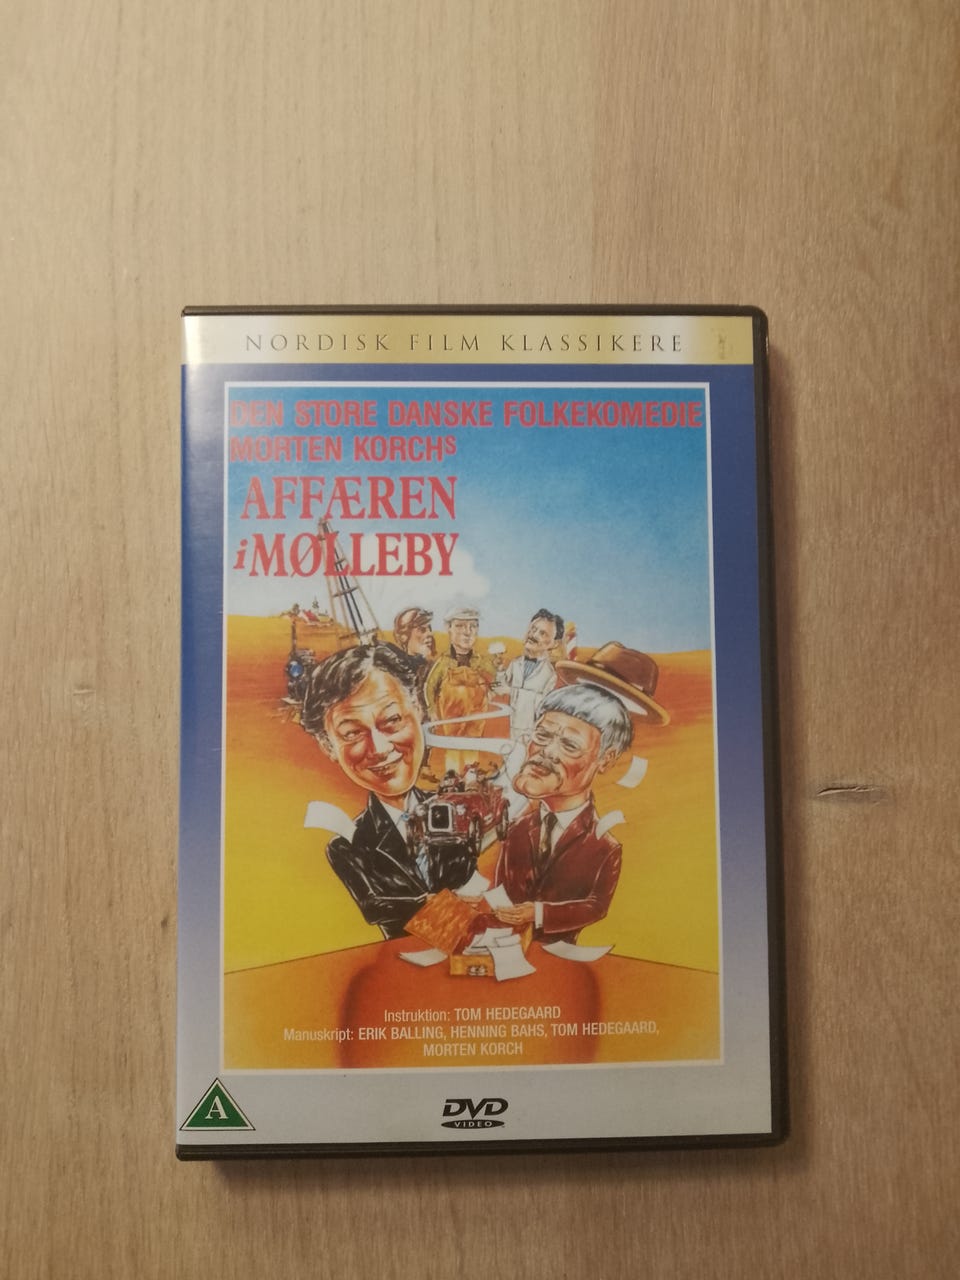 NORDISK FILM KLASSIKERE
DEN STORE DANSKE FOLKEKOMEDIE
MORTEN KORCHS
AFFÆREN
i MØLLEBY
Instruktion: TOM HEDEGAARD
Manuskript: ERIK BALLING, HENNING BAHS, TOM HEDEGAARD,
MORTEN KORCH
A
DVD
VIDEO